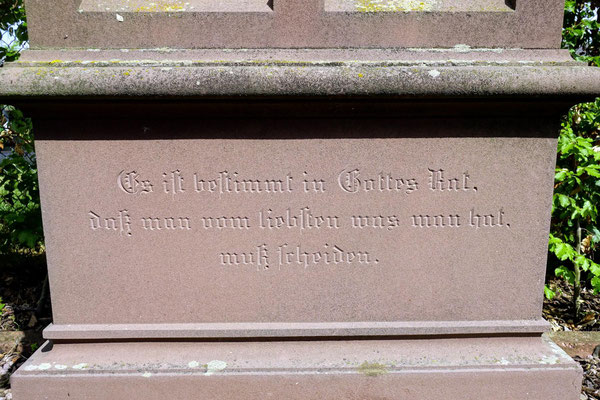 Es ist bestimmt in Gottes Rat,
daß man vom liebsten was man hat,
muß scheiden.